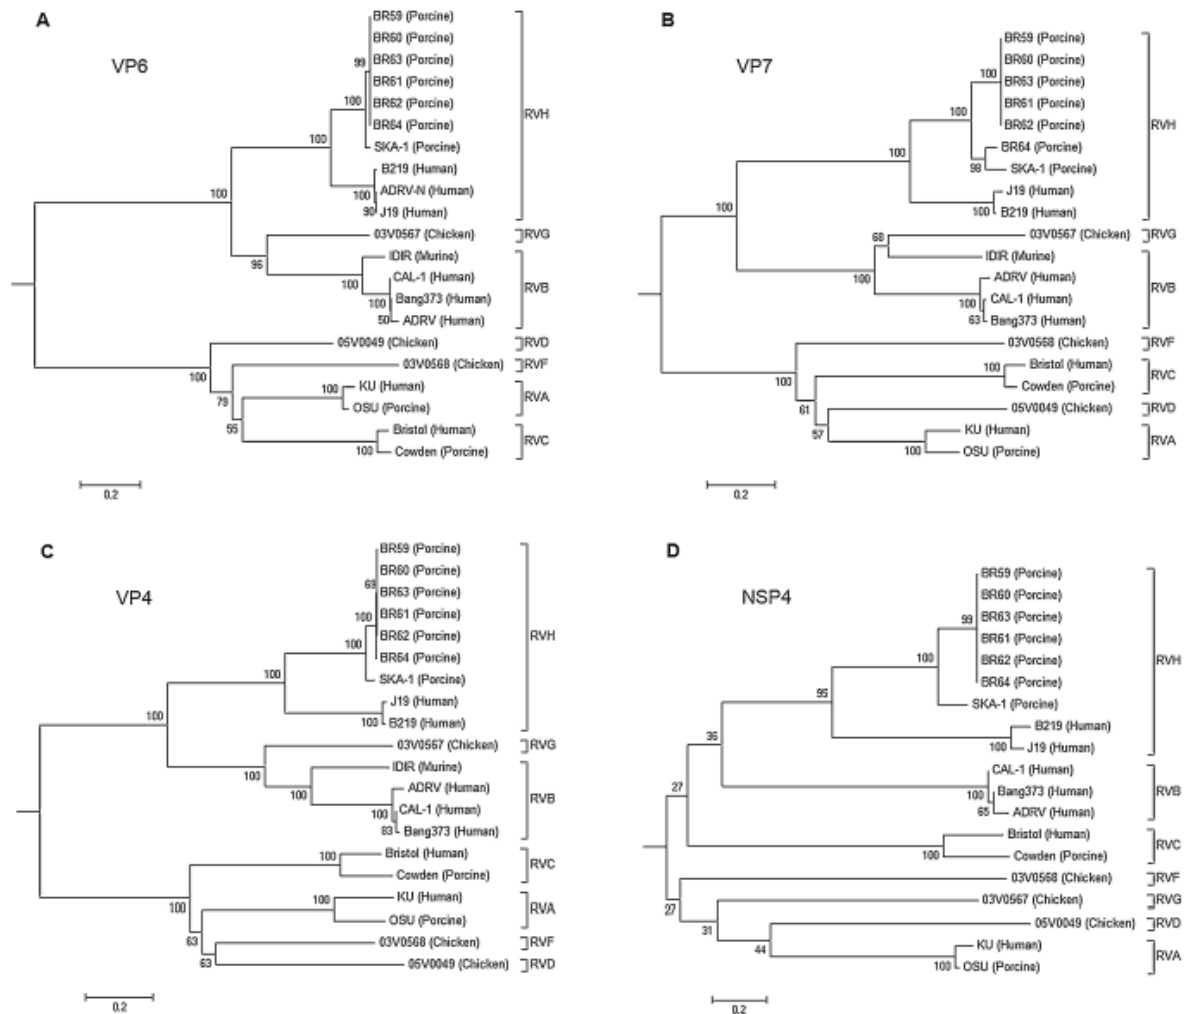 A
VP6
BR59 (Porcine)
BR60 (Porcine)
BR63 (Porcine)
99
BR61 (Porcine)
BR62 (Porcine)
100
BR64 (Porcine)
RVH
100
SKA-1 (Porcine)
B219 (Human)
100
ADRV-N (Human)
90
J19 (Human)
100
03V0567 (Chicken)
RVG
96
IDIR (Murine)
100
CAL-1 (Human)
RVB
100
Bang373 (Human)
50
ADRV (Human)
05V0049 (Chicken)
RVD
100
03V0568 (Chicken)
RVF
79
100
KU (Human)
RVA
OSU (Porcine)
55
Bristol (Human)
RVC
100
Cowden (Porcine)
0.2
B
VP7
BR59 (Porcine)
BR60 (Porcine)
100
BR63 (Porcine)
BR61 (Porcine)
100
BR62 (Porcine)
RVH
100
BR64 (Porcine)
98
SKA-1 (Porcine)
J19 (Human)
100
B219 (Human)
100
68
03V0567 (Chicken)
RVG
IDIR (Murine)
100
ADRV (Human)
RVB
100
CAL-1 (Human)
63
Bang373 (Human)
03V0568 (Chicken)
RVF
100
100
Bristol (Human)
RVC
Cowden (Porcine)
61
05V0049 (Chicken)
RVD
57
KU (Human)
RVA
100
OSU (Porcine)
0.2
C
VP4
BR59 (Porcine)
BR60 (Porcine)
69
BR63 (Porcine)
100
BR61 (Porcine)
BR62 (Porcine)
RVH
100
BR64 (Porcine)
100
SKA-1 (Porcine)
J19 (Human)
100
B219 (Human)
100
03V0567 (Chicken)
RVG
100
IDIR (Murine)
100
ADRV (Human)
RVB
100
CAL-1 (Human)
83
Bang373 (Human)
100
Bristol (Human)
RVC
Cowden (Porcine)
100
100
KU (Human)
RVA
OSU (Porcine)
63
03V0568 (Chicken)
RVF
63
05V0049 (Chicken)
RVD
0.2
D
NSP4
BR59 (Porcine)
BR60 (Porcine)
99
BR63 (Porcine)
BR61 (Porcine)
100
BR62 (Porcine)
RVH
BR64 (Porcine)
95
SKA-1 (Porcine)
B219 (Human)
100
J19 (Human)
36
CAL-1 (Human)
100
Bang373 (Human)
RVB
65
ADRV (Human)
27
Bristol (Human)
RVC
100
Cowden (Porcine)
03V0568 (Chicken)
RVF
27
03V0567 (Chicken)
RVG
31
05V0049 (Chicken)
RVD
44
KU (Human)
RVA
100
OSU (Porcine)
0.2